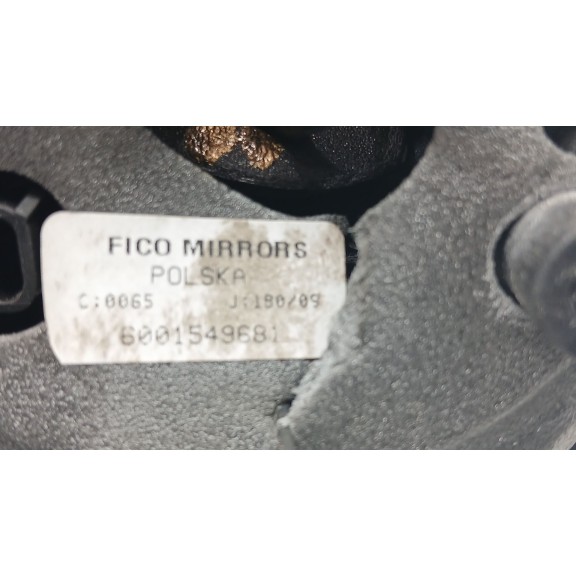 FICO MIRRORS
POLSKA
C:0065 J:180/09
6001549681